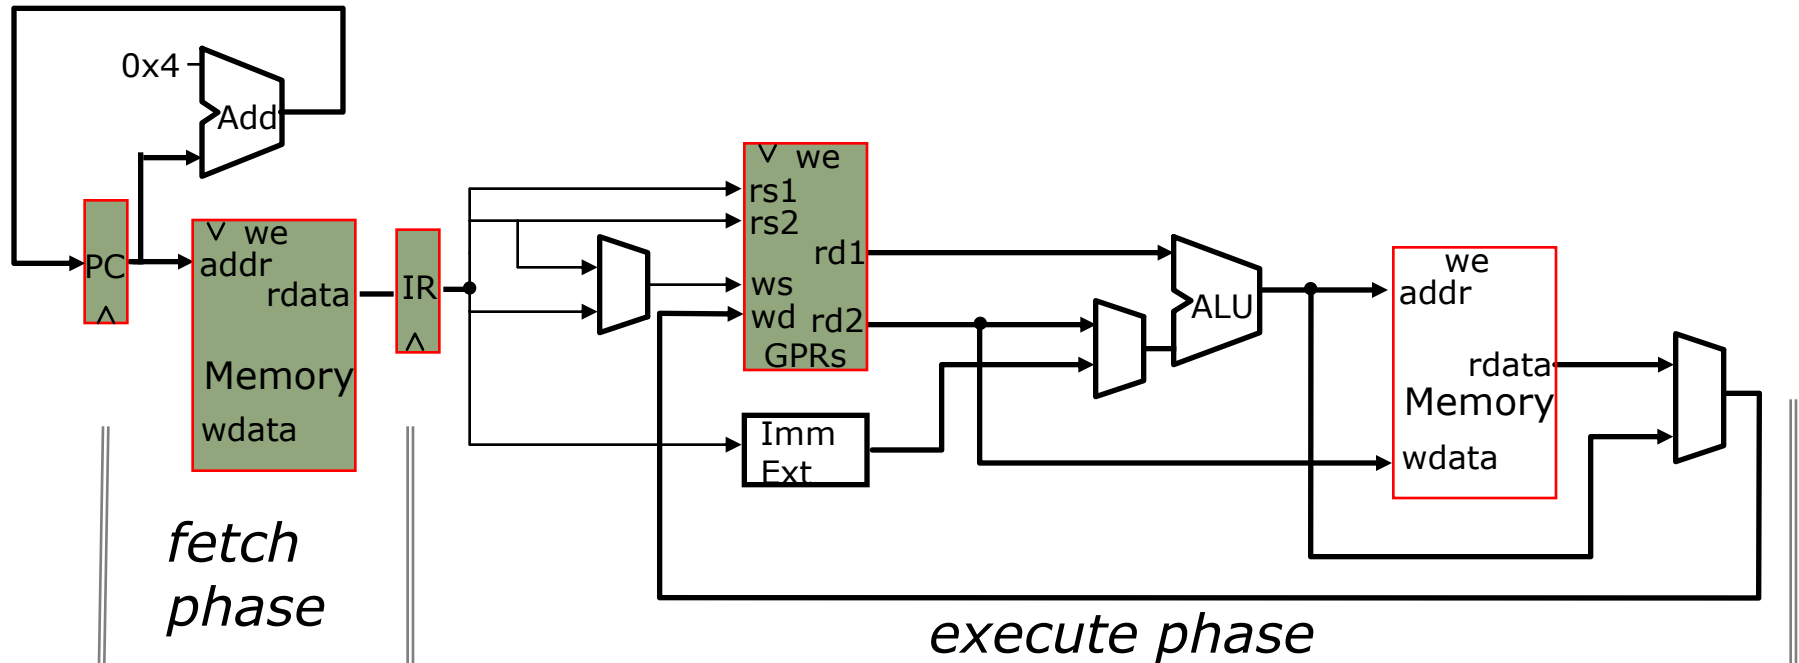 0x4
Add
PC
we
addr
rdata
Memory
wdata
IR
we
rs1
rs2
rd1
ws
wd rd2
GPRs
Imm
Ext
ALU
we
addr
rdata
Memory
wdata
fetch
phase
execute phase